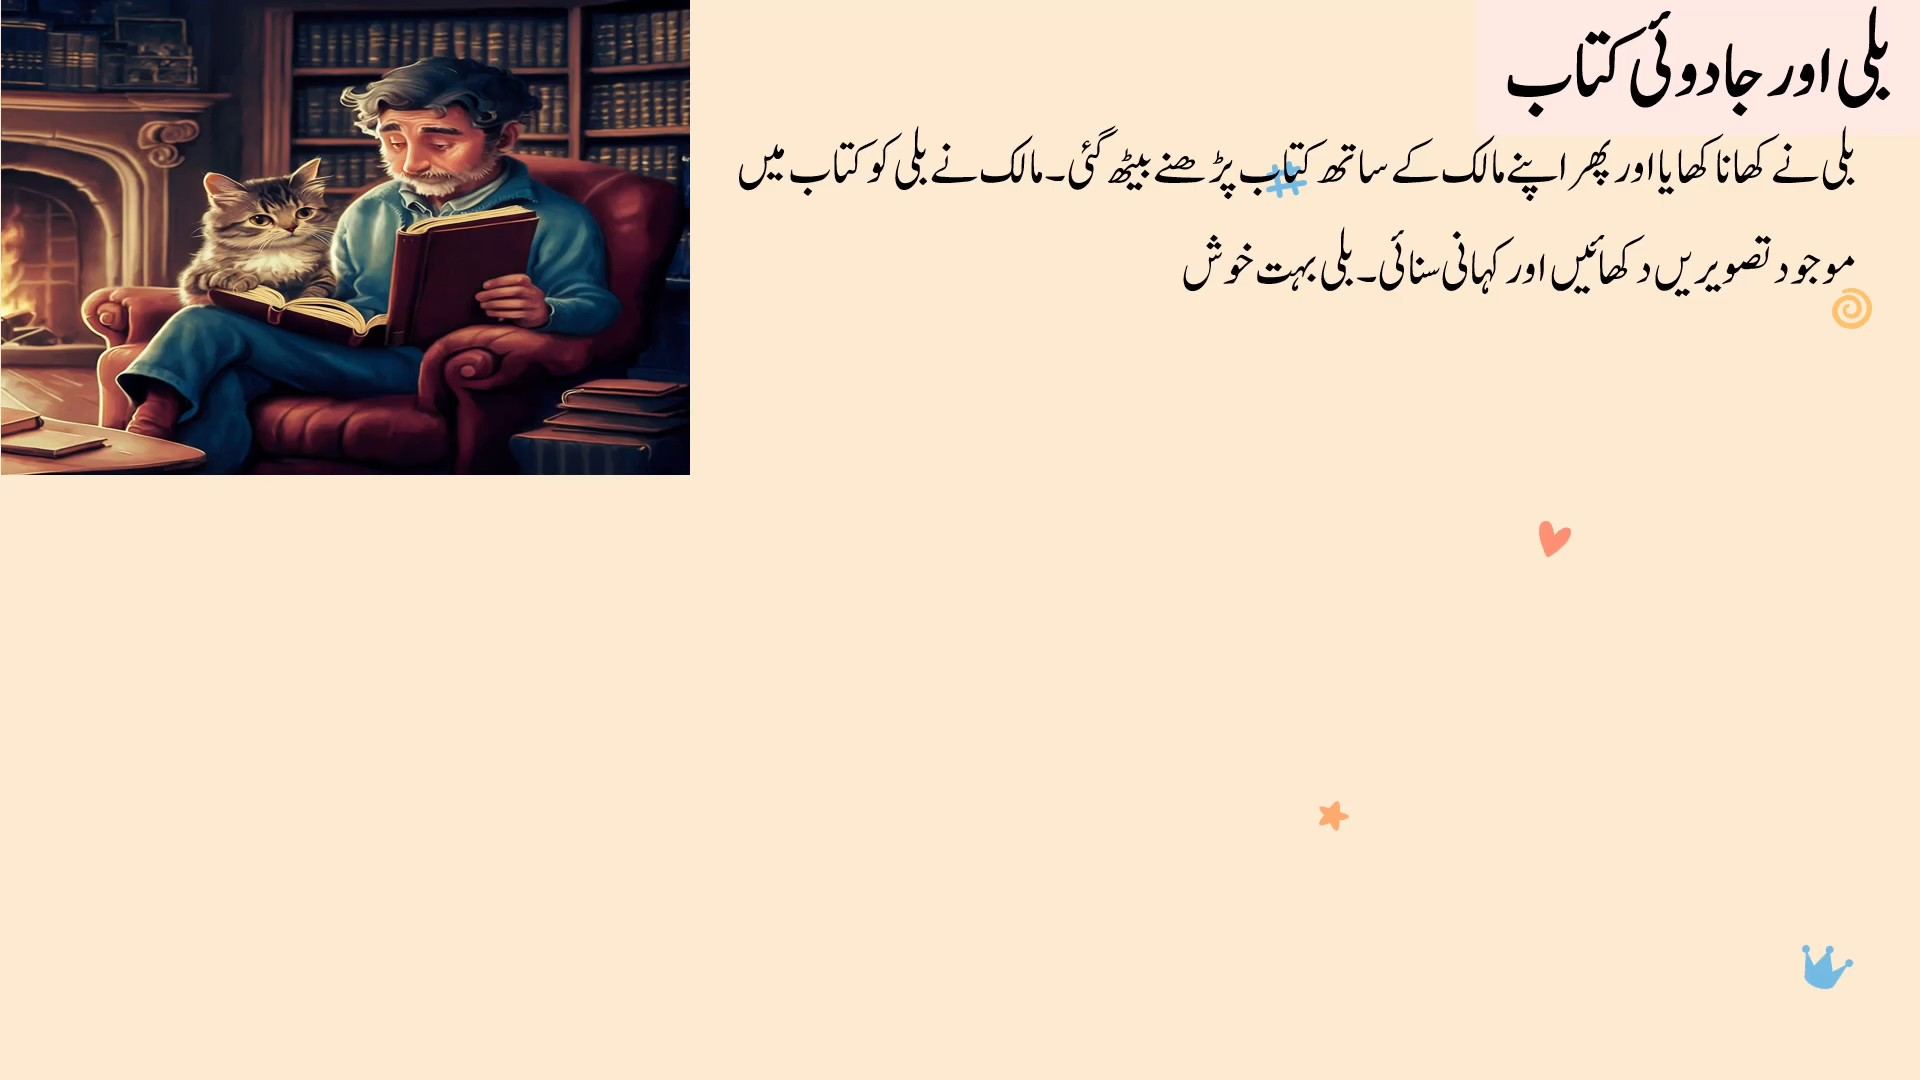 بلی اور جادوئی کتاب
بلی نے کھانا کھایا اور پھر اپنے مالک کے ساتھ کتاب پڑھنے بیٹھ گئی۔ مالک نے بلی کو کتاب میں
موجود تصویریں دکھائیں اور کہانی سنائی۔ بلی بہت خوش